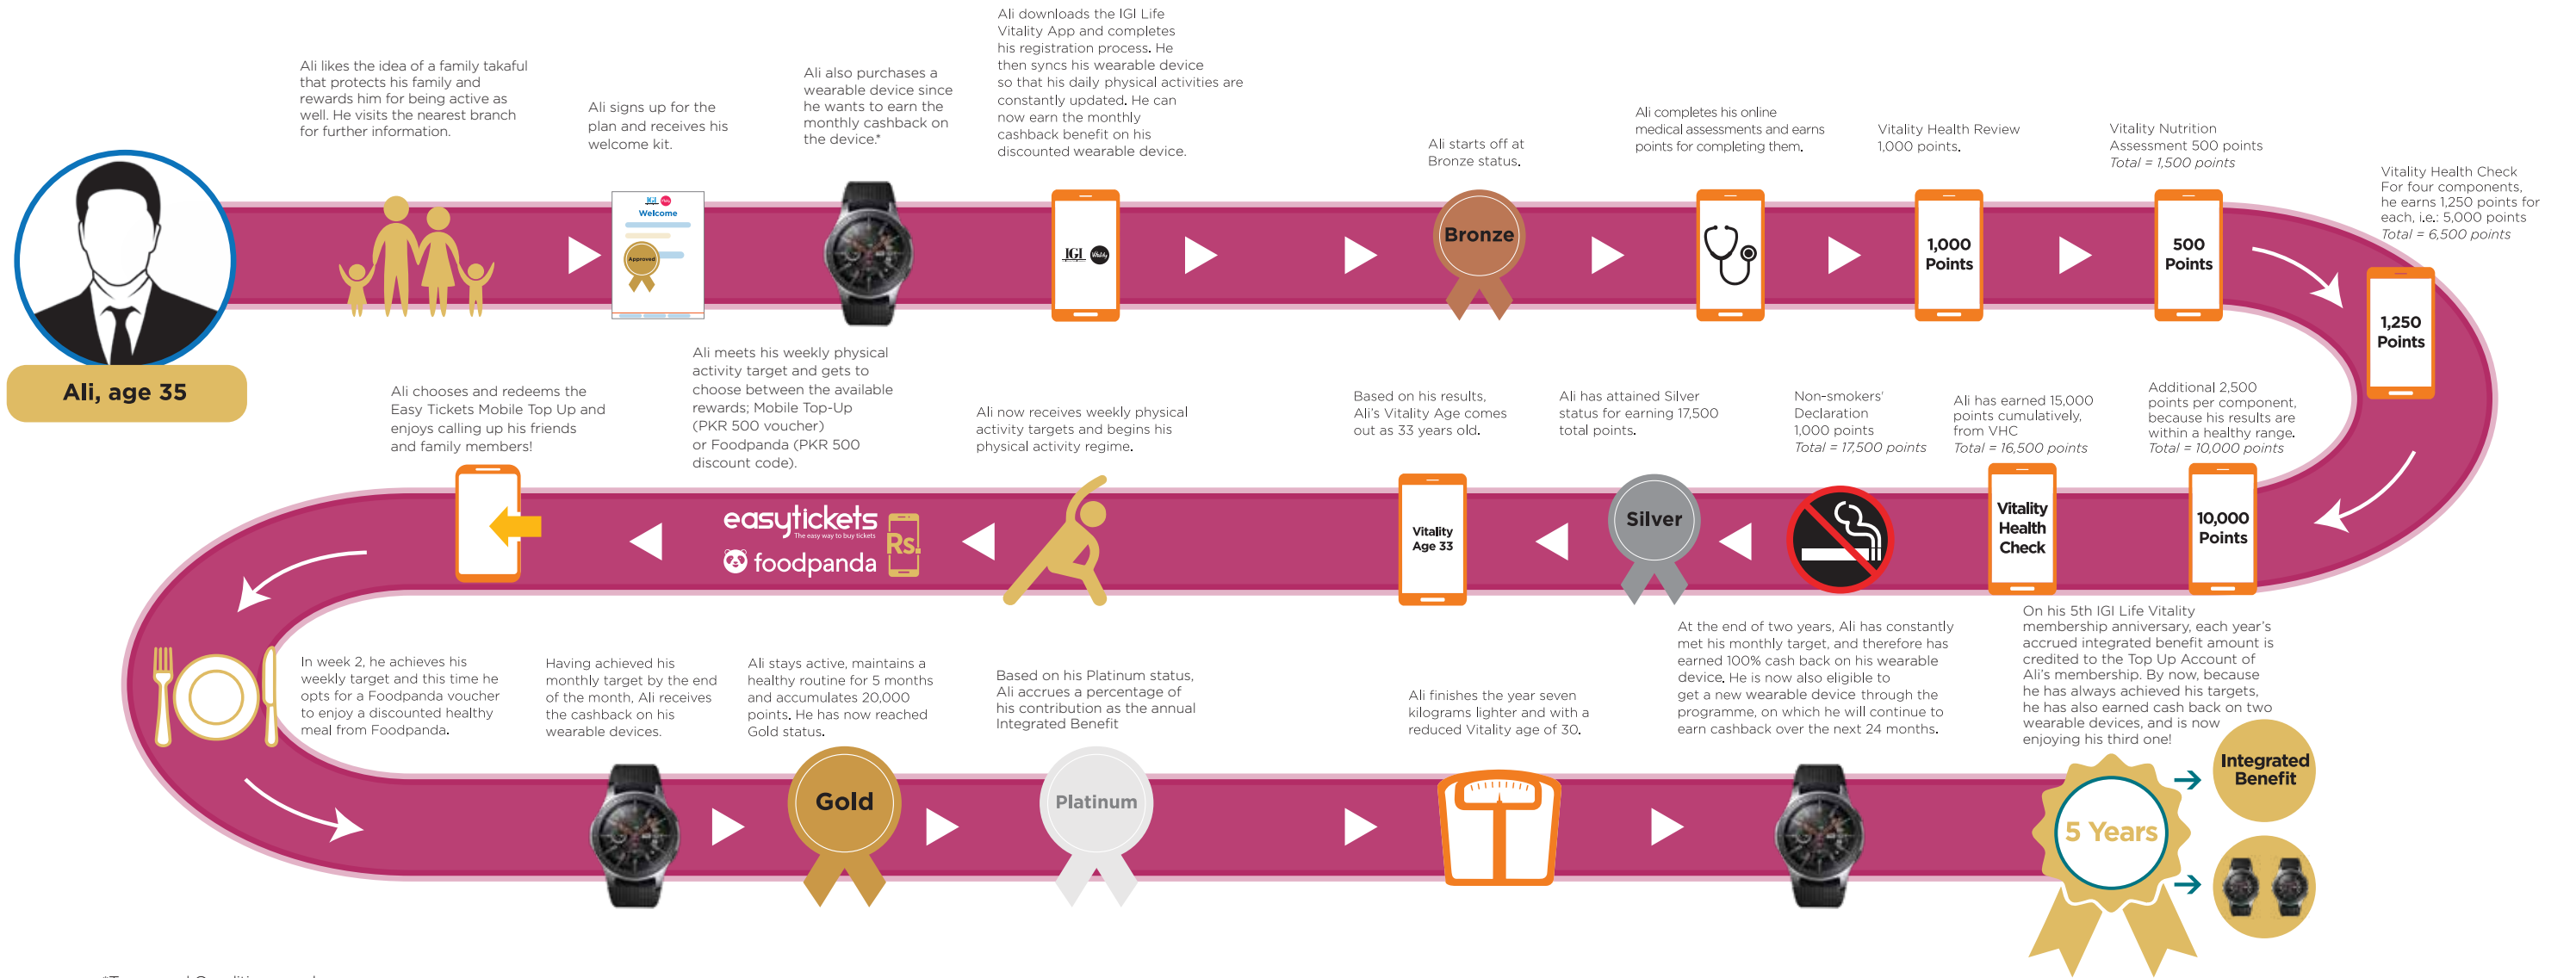 Ali likes the idea of a family takaful
that protects his family and
rewards him for being active as
well. He visits the nearest branch
for further information.
Ali signs up for the
plan and receives his
welcome kit.
Ali also purchases a
wearable device since
he wants to earn the
monthly cashback on
the device.*
Ali downloads the IGI Life
Vitality App and completes
his registration process. He
then syncs his wearable device
so that his daily physical activities are
constantly updated. He can
now earn the monthly
cashback benefit on his
discounted wearable device.
Ali starts off at
Bronze status.
Ali completes his online
medical assessments and earns
points for completing them.
Vitality Health Review
1,000 points.
Vitality Nutrition
Assessment 500 points
Total = 1,500 points
Vitality Health Check
For four components,
he earns 1,250 points for
each, i.e.: 5,000 points
Total = 6,500 points
Ali, age 35
IGI
Welcome
Approved
IGI Vitality
Bronze
1,000
Points
500
Points
1,250
Points
Additional 2,500
points per component,
because his results are
within a healthy range.
Total = 10,000 points
10,000
Points
Ali has earned 15,000
points cumulatively,
from VHC
Total = 16,500 points
Vitality
Health
Check
Non-smokers'
Declaration
1,000 points
Total = 17,500 points
Ali has attained Silver
status for earning 17,500
total points.
Silver
Based on his results,
Ali's Vitality Age comes
out as 33 years old.
Vitality
Age 33
Ali now receives weekly physical
activity targets and begins his
physical activity regime.
Ali meets his weekly physical
activity target and gets to
choose between the available
rewards; Mobile Top-Up
(PKR 500 voucher)
or Foodpanda (PKR 500
discount code).
easytickets
The easy way to buy tickets
foodpanda
Rs.
Ali chooses and redeems the
Easy Tickets Mobile Top Up and
enjoys calling up his friends
and family members!
In week 2, he achieves his
weekly target and this time he
opts for a Foodpanda voucher
to enjoy a discounted healthy
meal from Foodpanda.
Having achieved his
monthly target by the end
of the month, Ali receives
the cashback on his
wearable devices.
Ali stays active, maintains a
healthy routine for 5 months
and accumulates 20,000
points. He has now reached
Gold status.
Gold
Based on his Platinum status,
Ali accrues a percentage of
his contribution as the annual
Integrated Benefit
Platinum
Ali finishes the year seven
kilograms lighter and with a
reduced Vitality age of 30.
At the end of two years, Ali has constantly
met his monthly target, and therefore has
earned 100% cash back on his wearable
device. He is now also eligible to
get a new wearable device through the
programme, on which he will continue to
earn cashback over the next 24 months.
On his 5th IGI Life Vitality
membership anniversary, each year's
accrued integrated benefit amount is
credited to the Top Up Account of
Ali's membership. By now, because
he has always achieved his targets,
he has also earned cash back on two
wearable devices, and is now
enjoying his third one!
5 Years
Integrated
Benefit